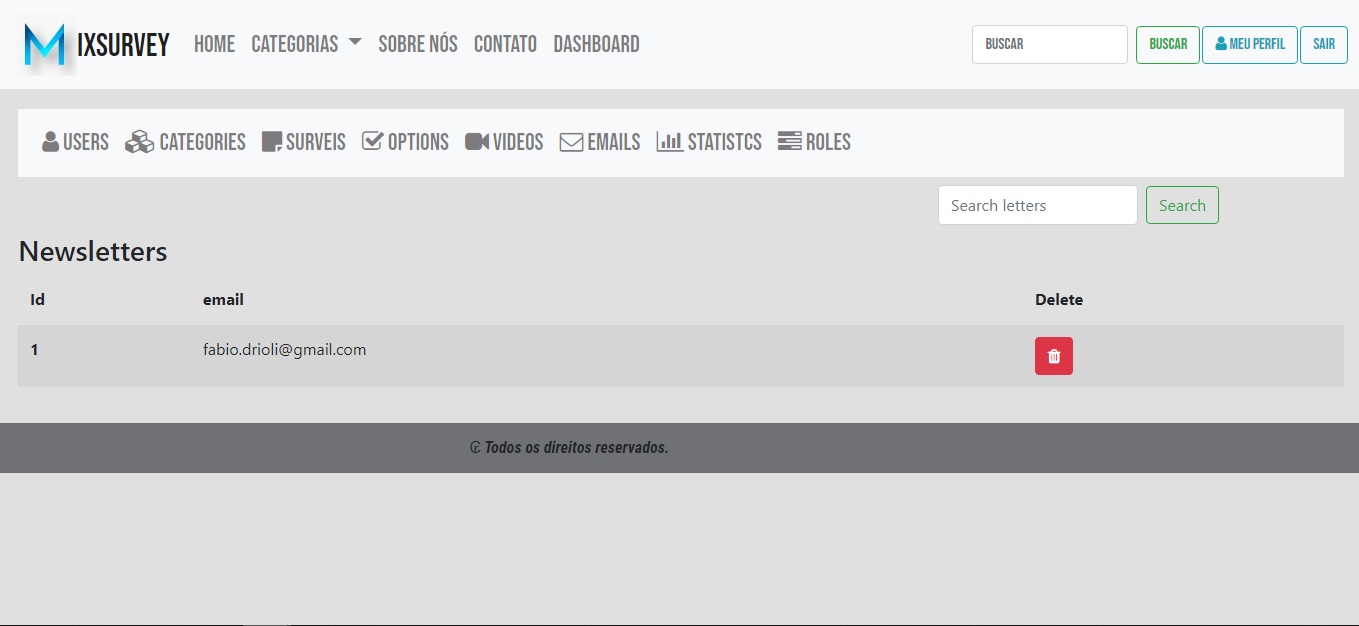 MIXSURVEY HOME CATEGORIAS SOBRE NÓS CONTATO DASHBOARD BUSCAR BUSCAR MEU PERFIL SAIR
USERS CATEGORIES SURVEIS OPTIONS VIDEOS EMAILS STATISTCS ROLES
Search letters Search
Newsletters
Id email Delete
1 fabio.drioli@gmail.com
Todos os direitos reservados.